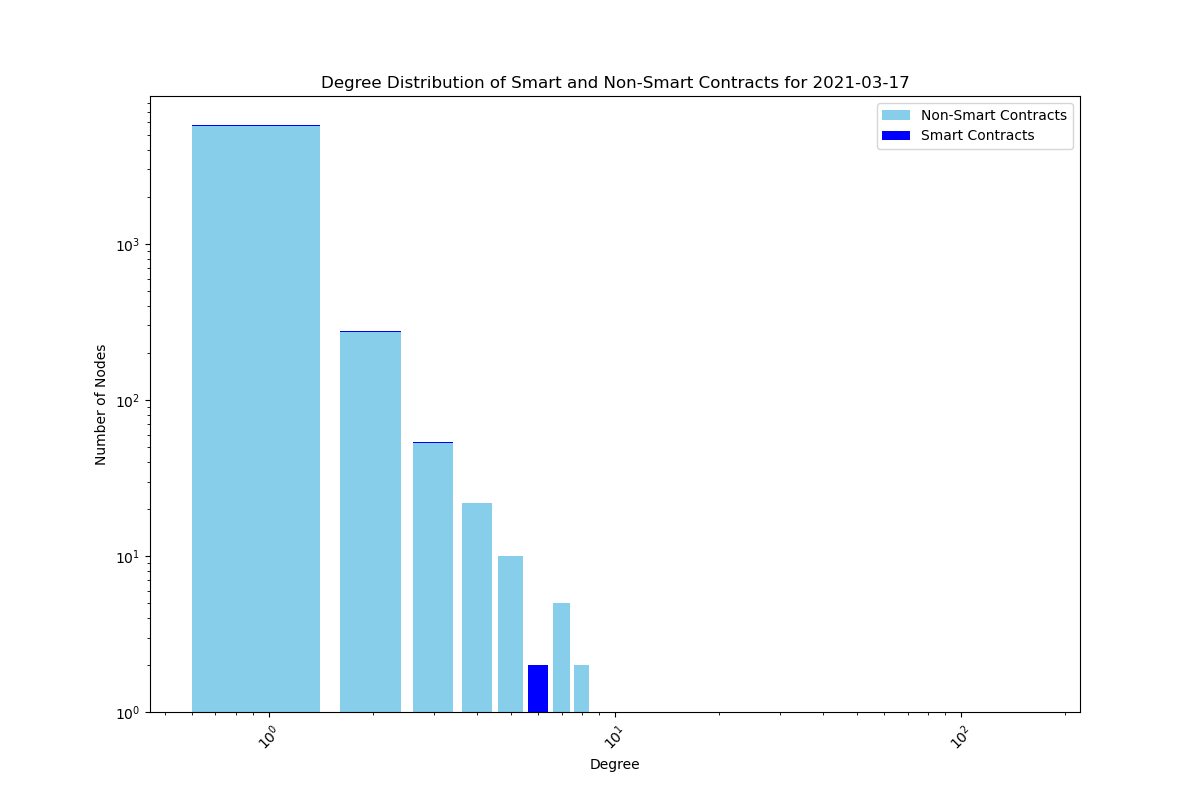 Degree Distribution of Smart and Non-Smart Contracts for 2021-03-17
Non-Smart Contracts
Smart Contracts
Number of Nodes
10³
10²
10¹
10⁰
10⁰ 10¹ 10²
Degree